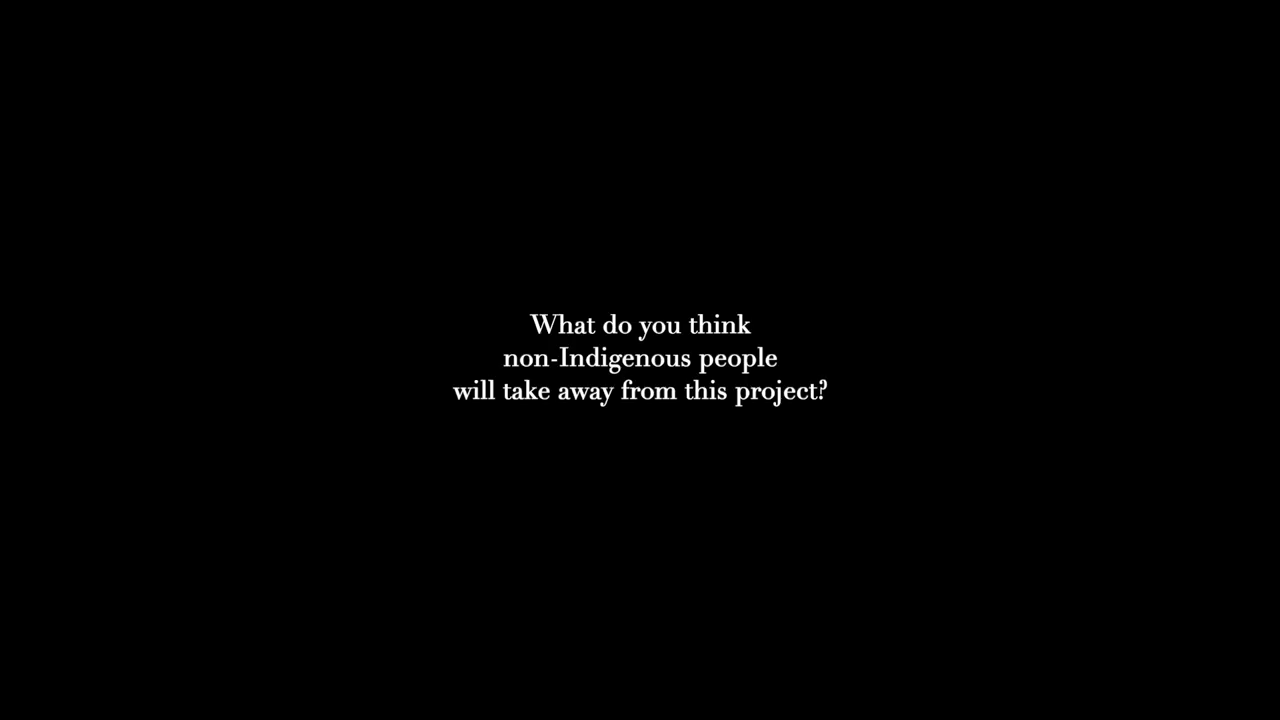 What do you think
non-Indigenous people
will take away from this project?